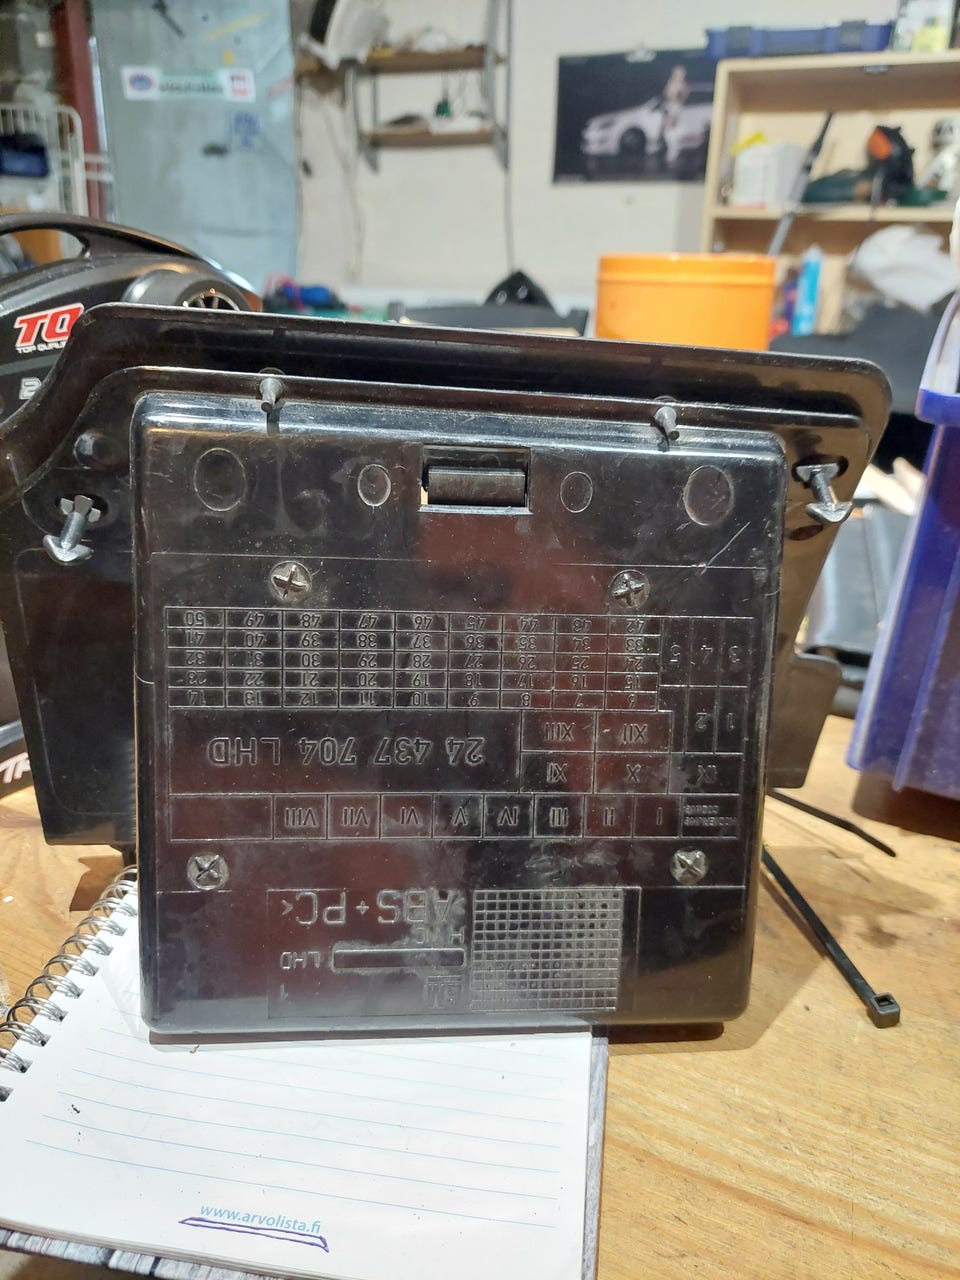 TQ
GM 1
LHD
>ABS+PC<
I II III IV V VI VII VIII
IX X XI
XII XIII
24 437 704 LHD
1 2
6 7 8 9 10 11 12 13 14
15 16 17 18 19 20 21 22 23
3 4 5
24 25 26 27 28 29 30 31 32
33 34 35 36 37 38 39 40 41
42 43 44 45 46 47 48 49 50
www.arvolista.fi